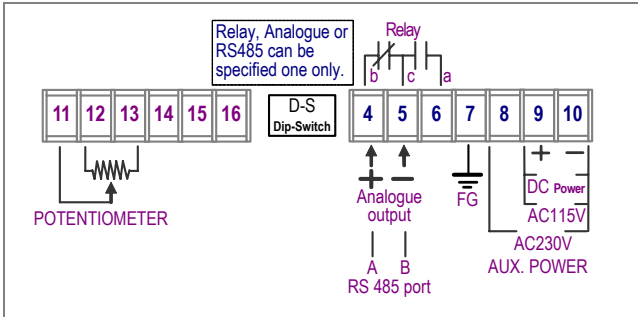 Relay, Analogue or
RS485 can be
specified one only.
Relay
b c a
11 12 13 14 15 16
D-S
Dip-Switch
4 5 6 7 8 9 10
+ −
DC Power
+ −
Analogue
output
FG
POTENTIOMETER
AC115V
AC230V
A B
AUX. POWER
RS 485 port